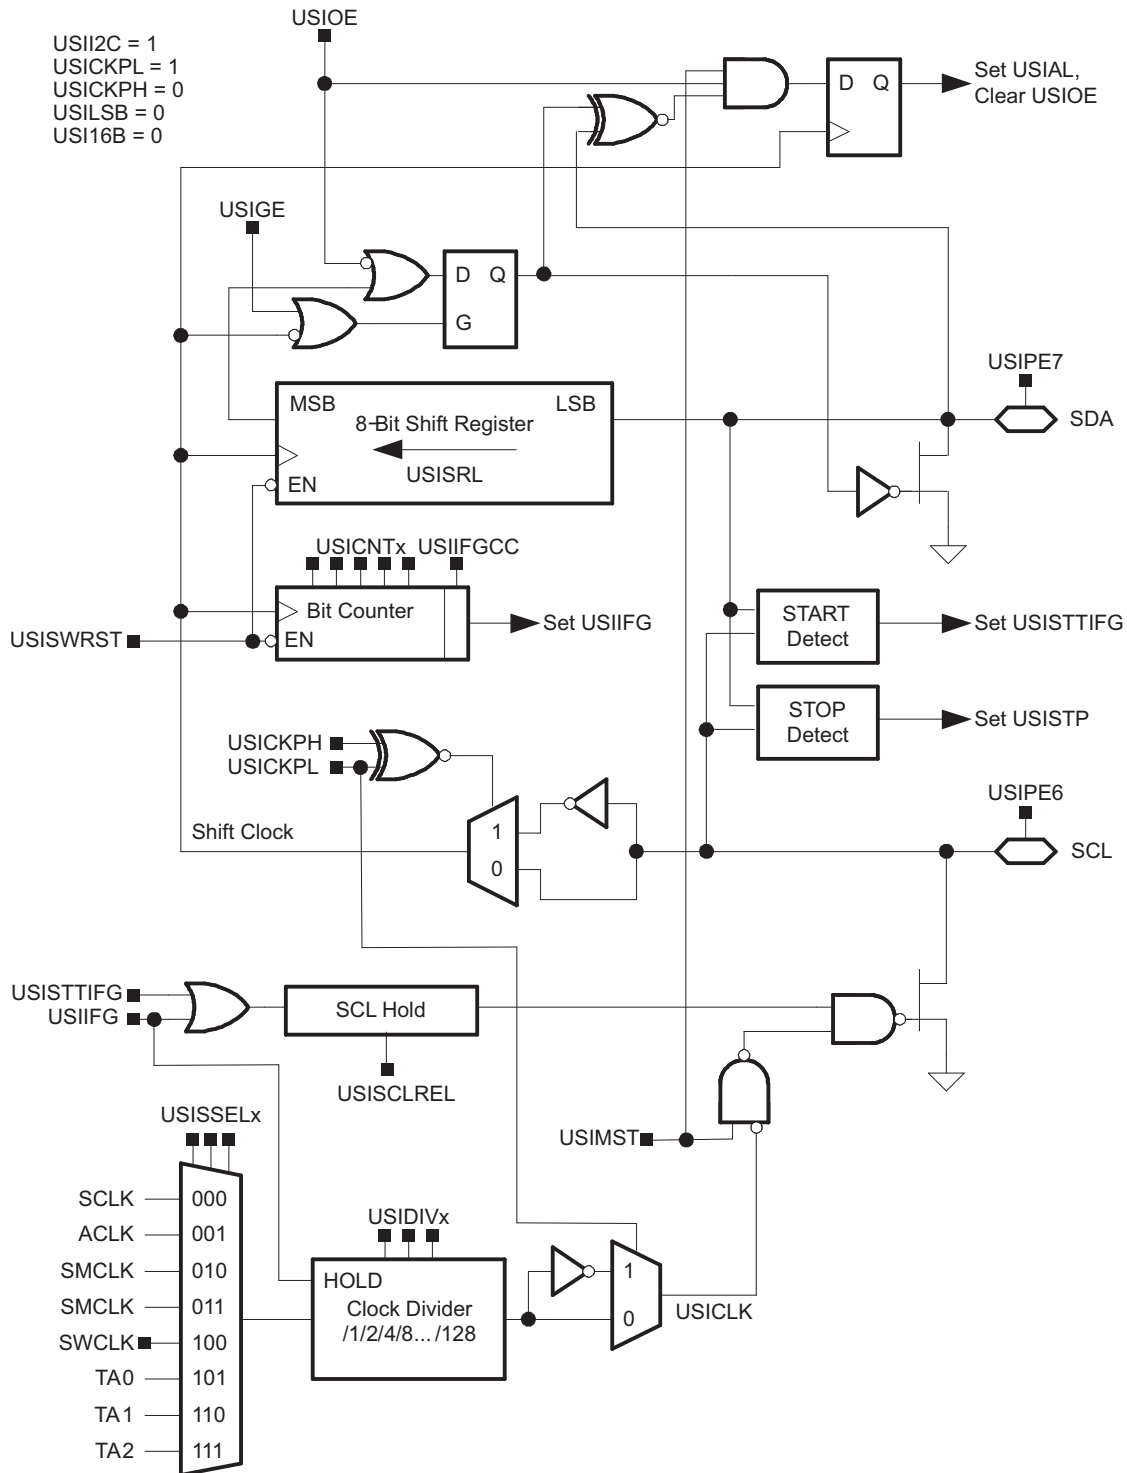 USIOE
USII2C = 1
USICKPL = 1
USICKPH = 0
USILSB = 0
USI16B = 0
D Q
Set USIAL,
Clear USIOE
USIGE
D Q
G
USIPE7
SDA
MSB LSB
8-Bit Shift Register
USISRL
EN
USICNTx USIIFGCC
Bit Counter
EN
Set USIIFG
USISWRST
START
Detect
Set USISTTIFG
STOP
Detect
Set USISTP
USICKPH
USICKPL
USIPE6
SCL
Shift Clock
1
0
USISTTIFG
USIIFG
SCL Hold
USISCLREL
USISSELx
USIMST
SCLK 000
ACLK 001
SMCLK 010
SMCLK 011
SWCLK 100
TA0 101
TA1 110
TA2 111
USIDIVx
HOLD
Clock Divider
/1/2/4/8... /128
1
0
USICLK